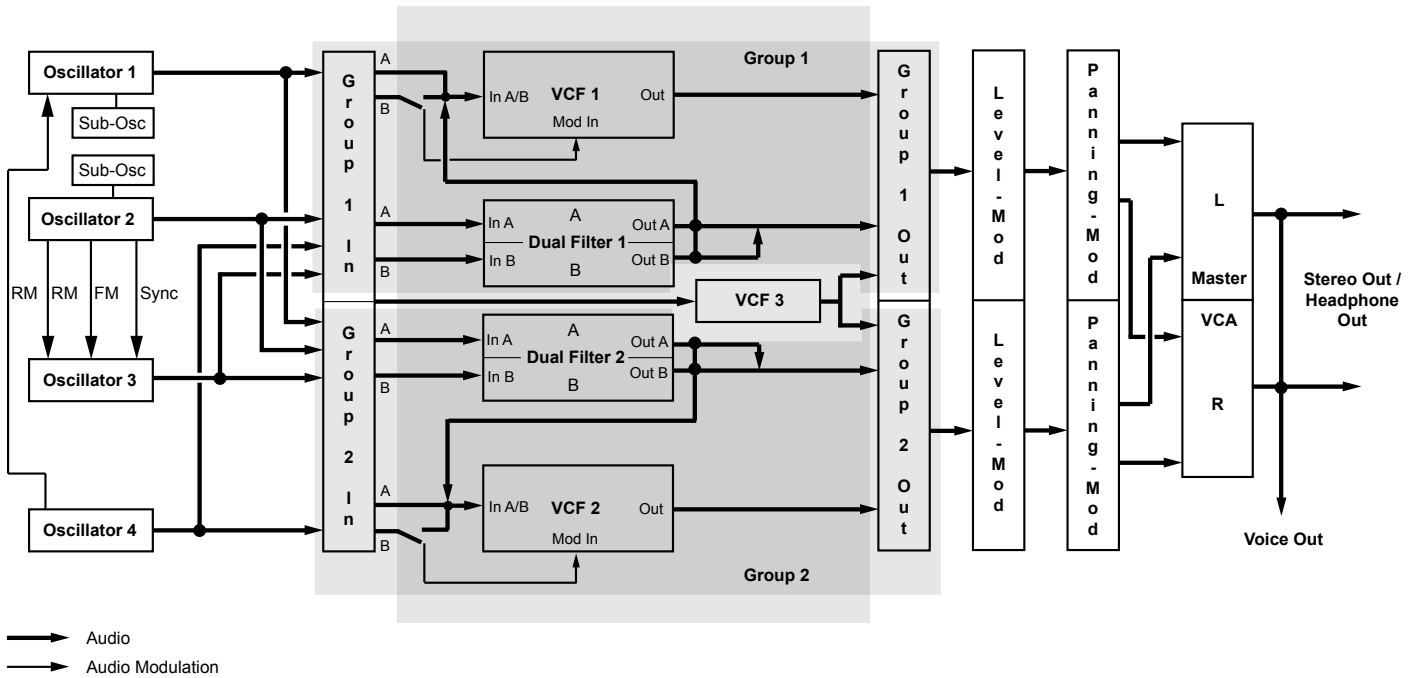 Oscillator 1
Sub-Osc
Sub-Osc
Oscillator 2
RM
RM
FM
Sync
Oscillator 3
Oscillator 4
Group 1 In
A
B
A
B
Group 2 In
A
B
A
B
Group 1
In A/B
VCF 1
Out
Mod In
A
In A
Out A
Dual Filter 1
In B
Out B
B
VCF 3
A
In A
Out A
Dual Filter 2
In B
Out B
B
In A/B
VCF 2
Out
Mod In
Group 2
Group 1 Out
Group 2 Out
Level-Mod
Level-Mod
Panning-Mod
Panning-Mod
L
Master
VCA
R
Stereo Out /
Headphone
Out
Voice Out
Audio
Audio Modulation